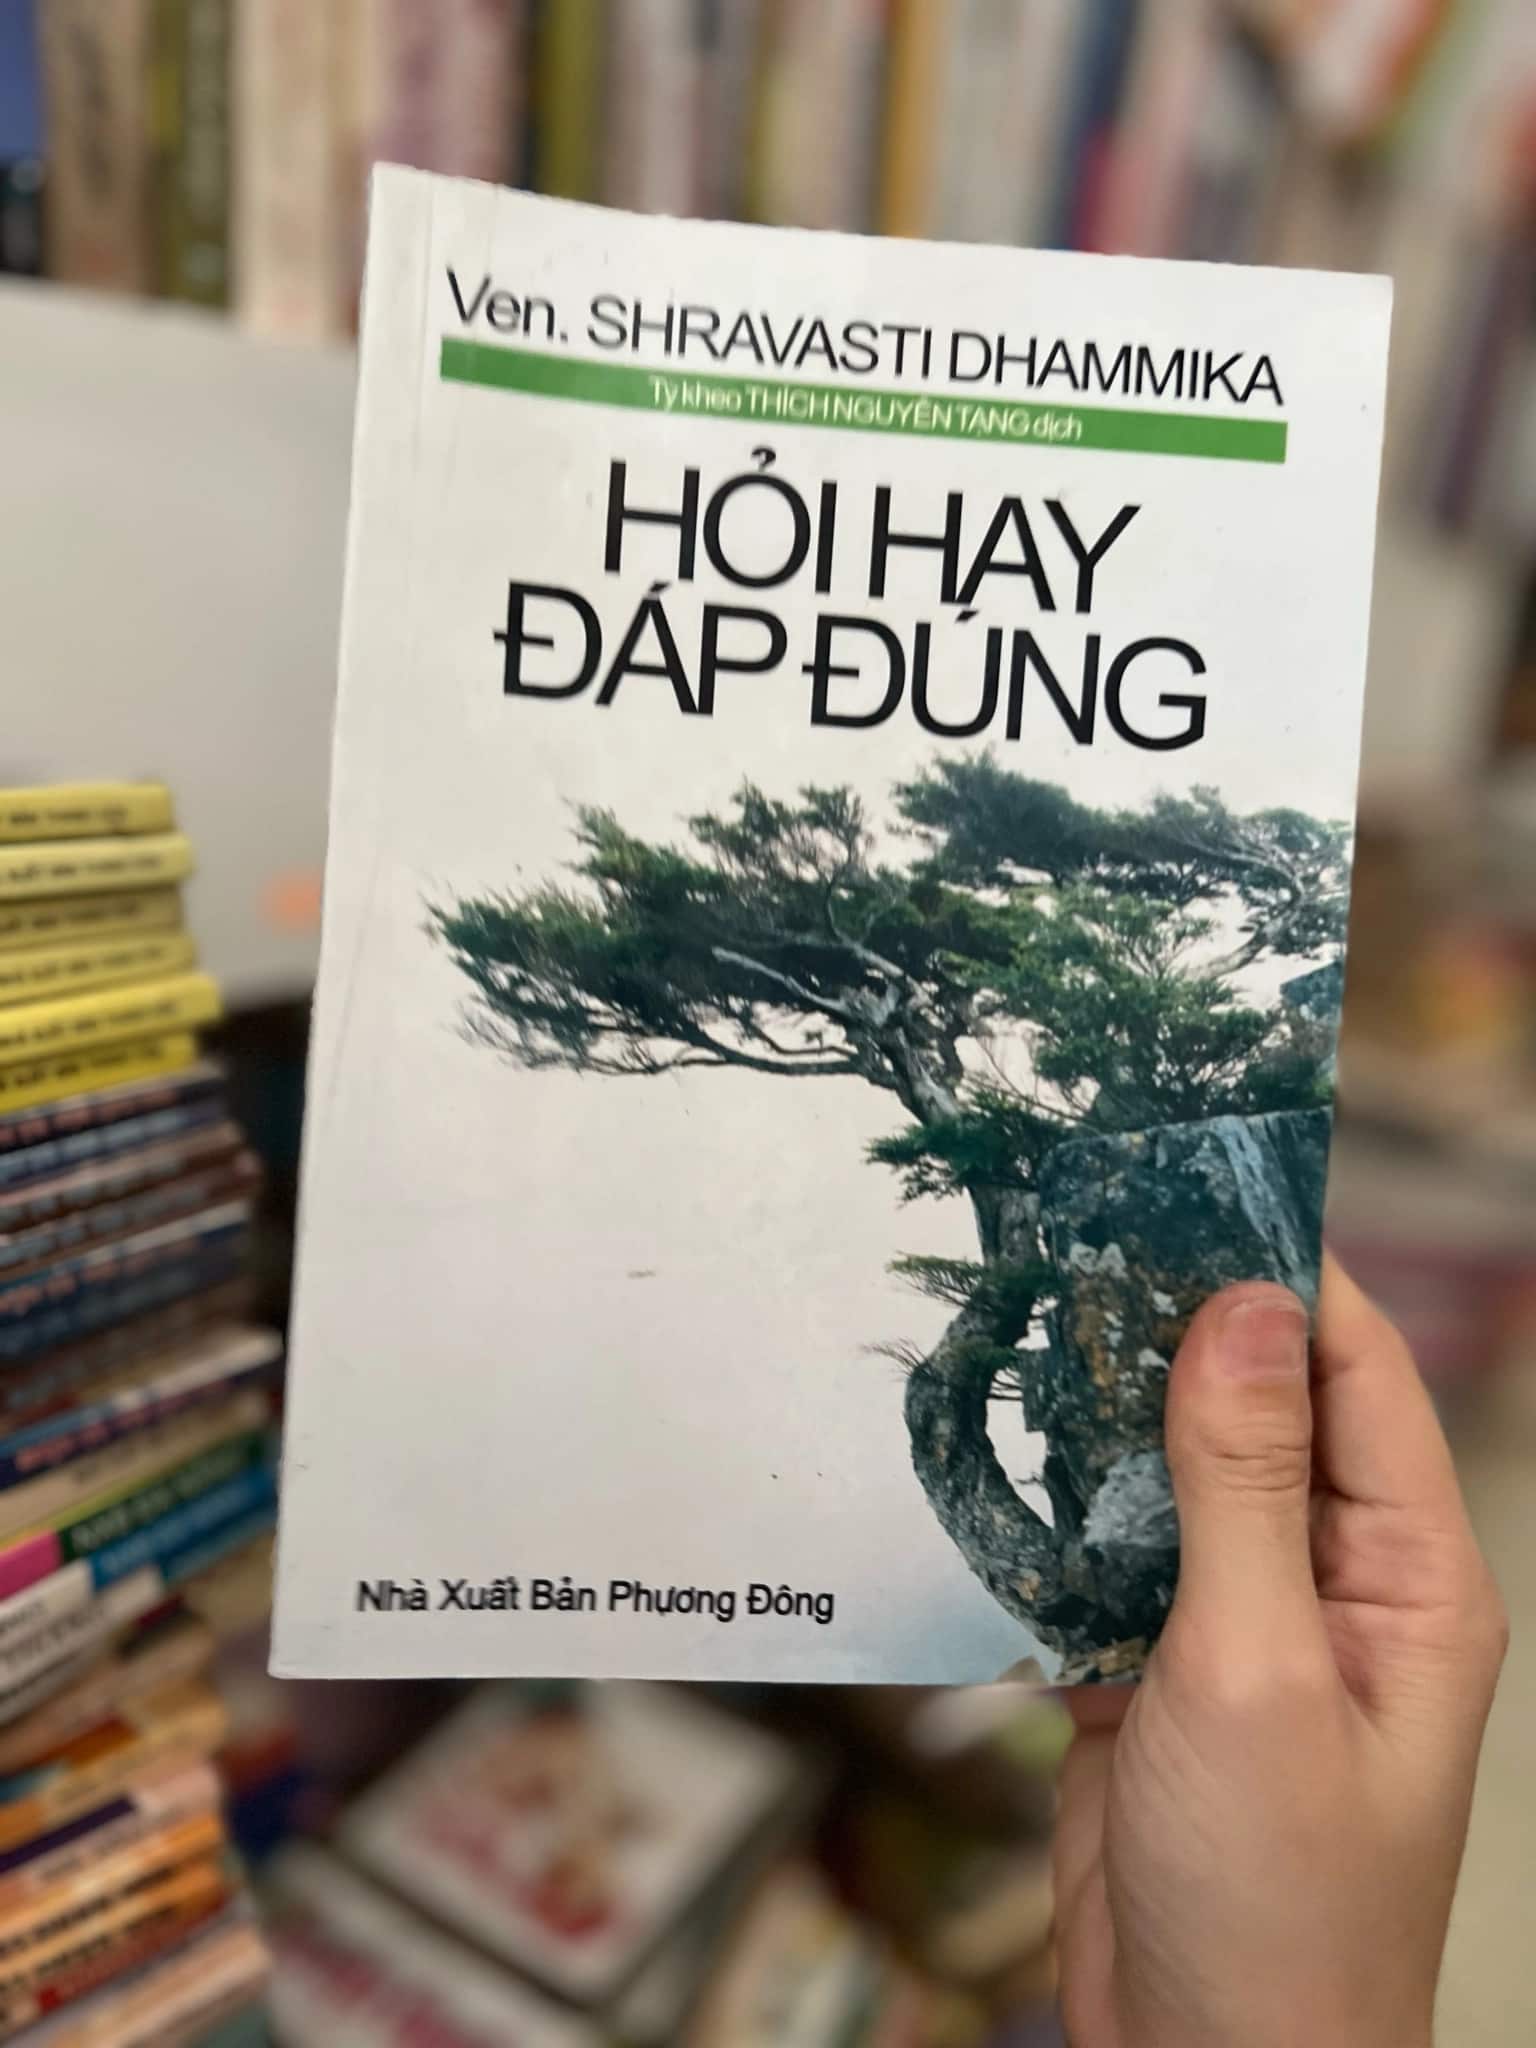 Ven. SHRAVASTI DHAMMIKA
Tỳ kheo THÍCH NGUYÊN TẠNG dịch
HỎI HAY
ĐÁP ĐÚNG
Nhà Xuất Bản Phương Đông